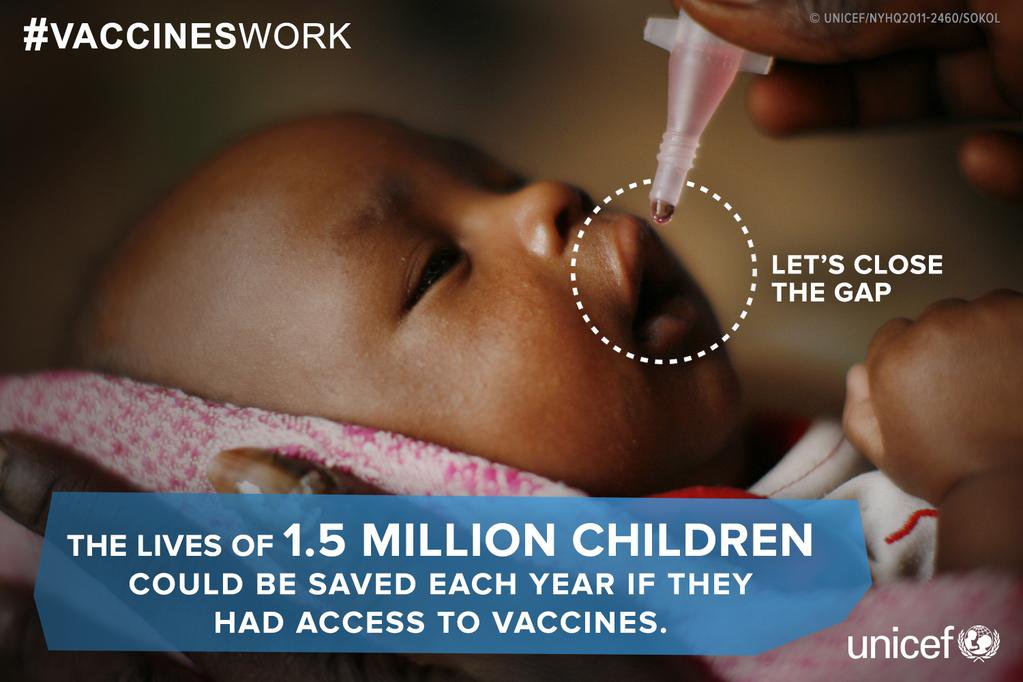 #VACCINESWORK
© UNICEF/NYHQ2011-2460/SOKOL
LET'S CLOSE
THE GAP
THE LIVES OF 1.5 MILLION CHILDREN
COULD BE SAVED EACH YEAR IF THEY
HAD ACCESS TO VACCINES.
unicef